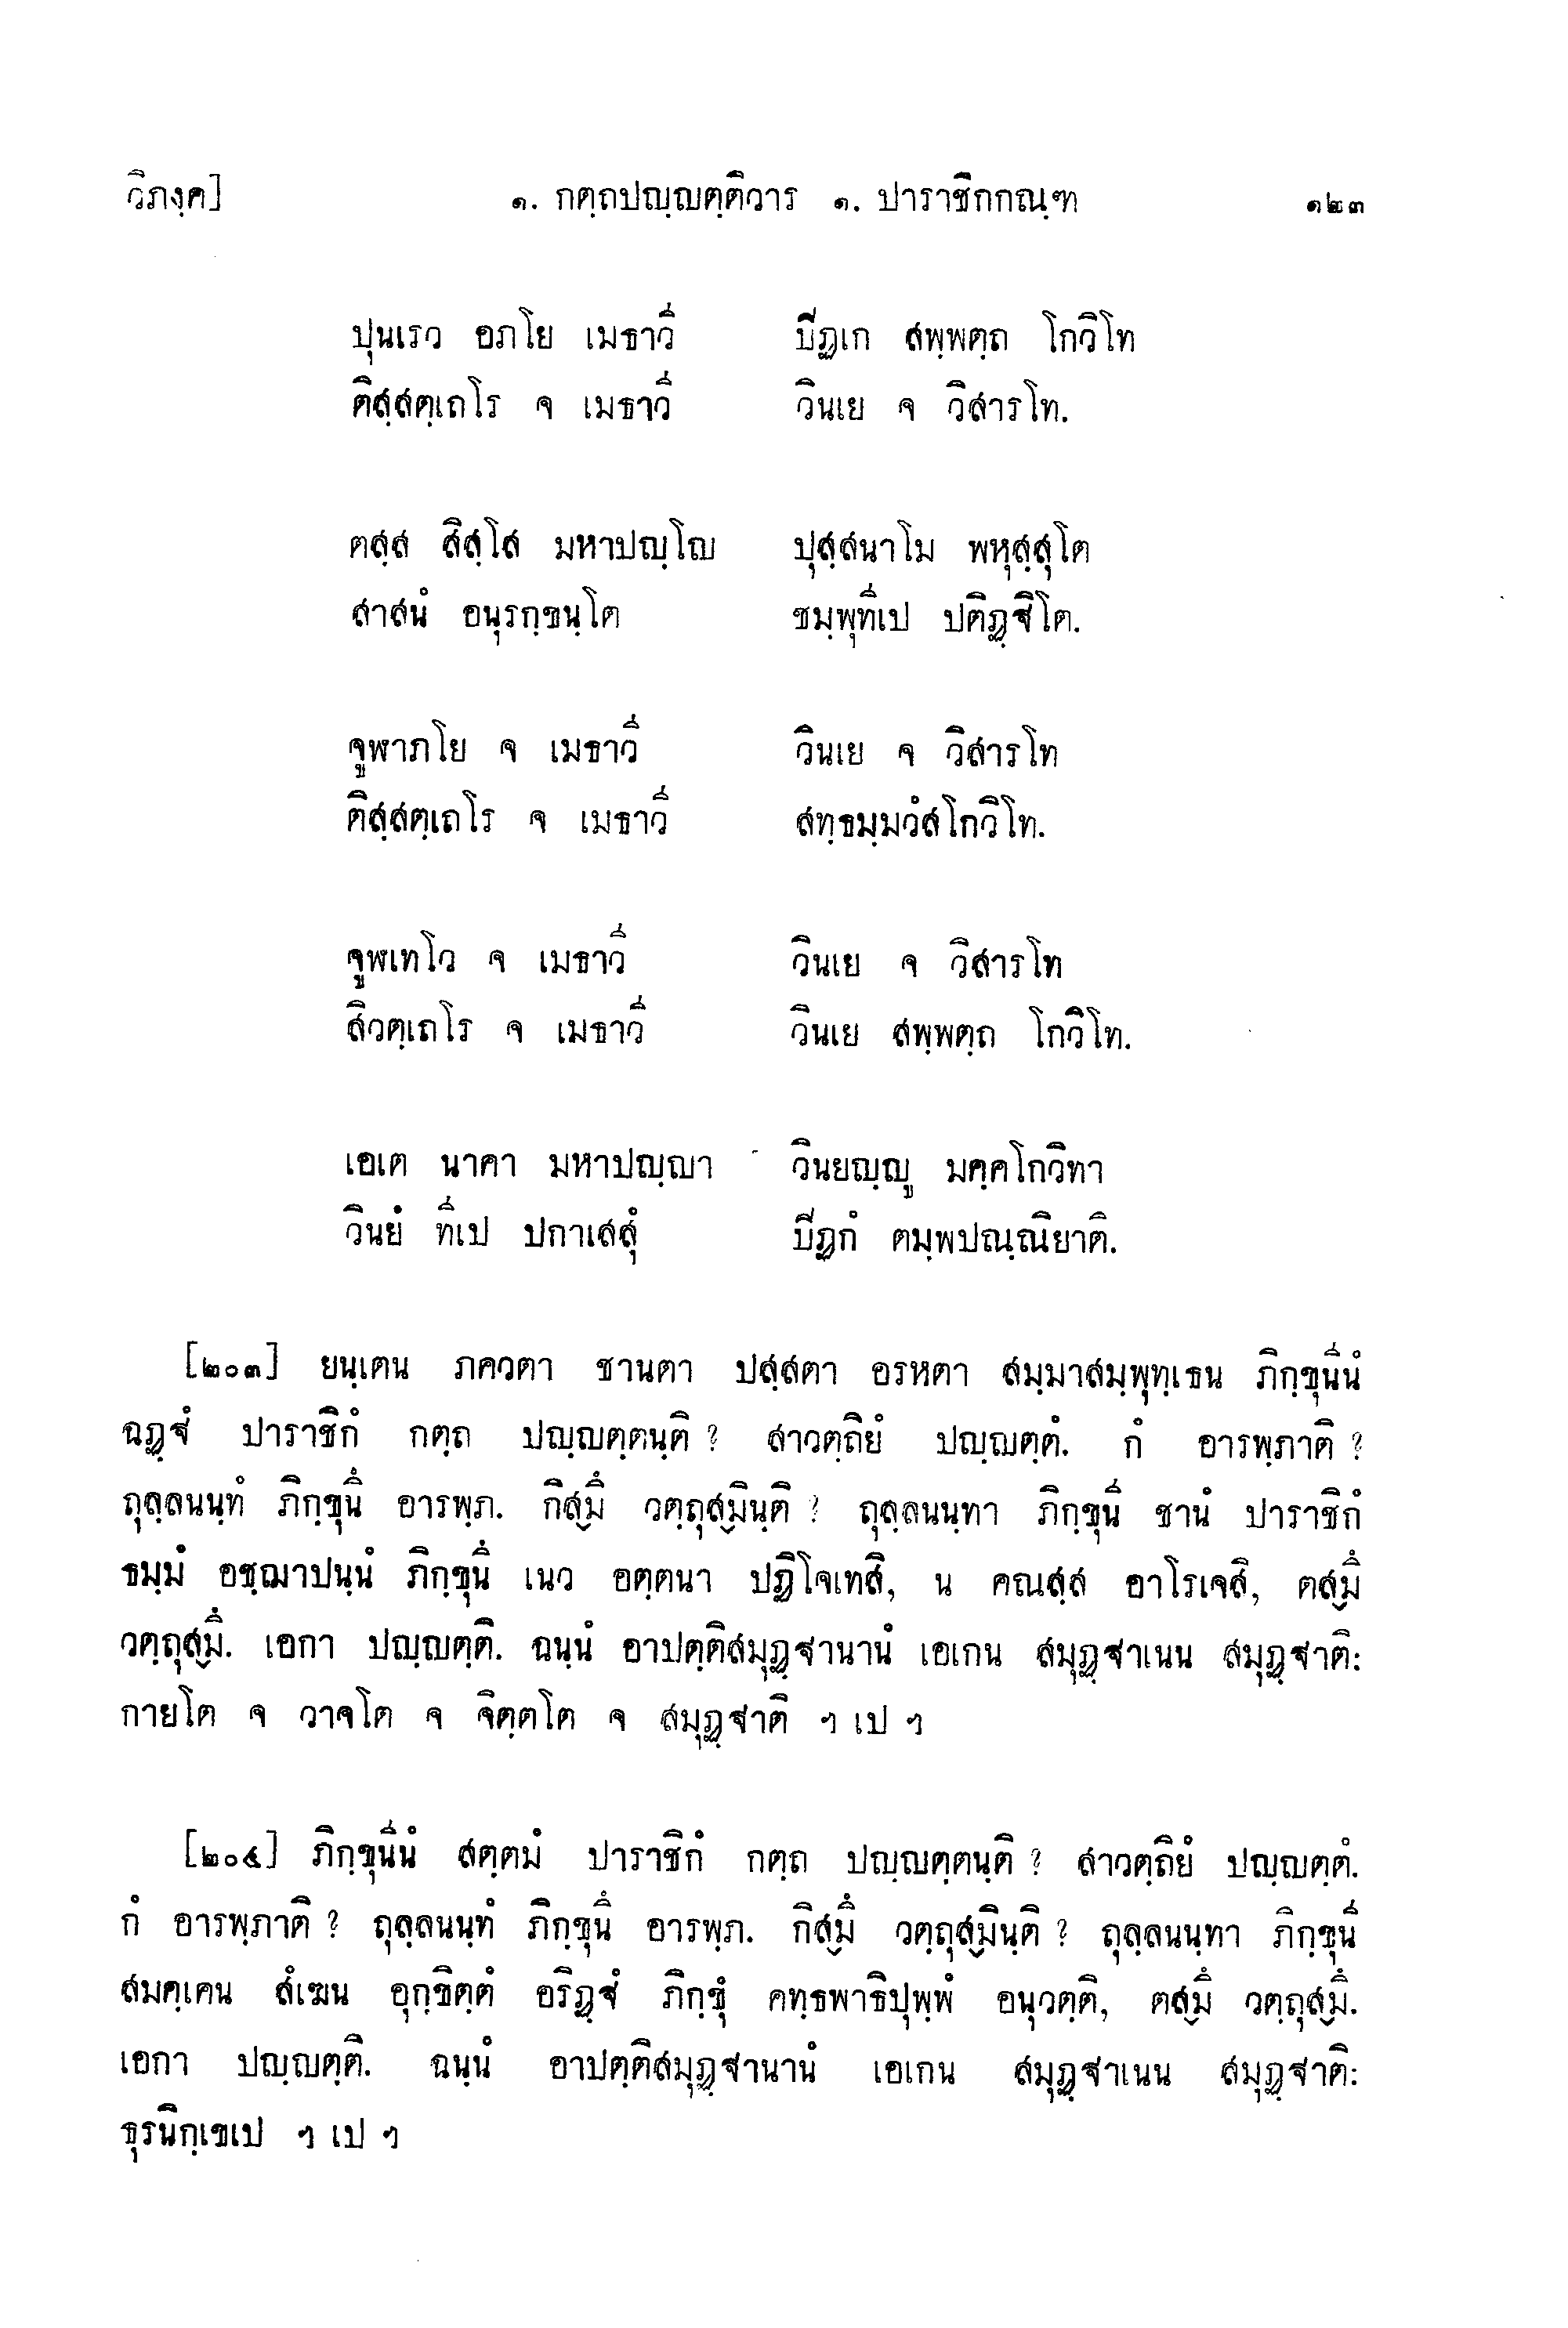 วิภงฺค] ๑. กตฺถปญฺญตฺติวาร ๑. ปาราชิกกณฺฑ ๑๒๓
ปุนเรว อภโย เมธาวี ปีฏเก สพฺพตฺถ โกวิโท
ติสฺสตฺเถโร จ เมธาวี วินเย จ วิสารโท.
ตสฺส สิสฺโส มหาปญฺโญ ปุสฺสนาโม พหุสฺสุโต
สาสนํ อนุรกฺขนฺโต ชมฺพุทีเป ปติฏฺฐิโต.
จูฬาภโย จ เมธาวี วินเย จ วิสารโท
ติสฺสตฺเถโร จ เมธาวี สทฺธมฺมวํสโกวิโท.
จูฬเทโว จ เมธาวี วินเย จ วิสารโท
สิวตฺเถโร จ เมธาวี วินเย สพฺพตฺถ โกวิโท.
เอเต นาคา มหาปญฺญา วินยญฺญู มคฺคโกวิทา
วินยํ ทีเป ปกาเสสุํ ปีฏกํ ตมฺพปณฺณิยาติ.
[๒๐๓] ยนฺเตน ภควตา ชานตา ปสฺสตา อรหตา สมฺมาสมฺพุทฺเธน ภิกฺขุนีนํ
ฉฏฺฐํ ปาราชิกํ กตฺถ ปญฺญตฺตนฺติ ? สาวตฺถิยํ ปญฺญตฺตํ. กํ อารพฺภาติ ?
ถุลฺลนนฺทํ ภิกฺขุนึ อารพฺภ. กิสฺมึ วตฺถุสฺมินฺติ ? ถุลฺลนนฺทา ภิกฺขุนี ชานํ ปาราชิกํ
ธมฺมํ อชฺฌาปนฺนํ ภิกฺขุนึ เนว อตฺตนา ปฏิโจเทสิ, น คณสฺส อาโรเจสิ, ตสฺมึ
วตฺถุสฺมึ. เอกา ปญฺญตฺติ. ฉนฺนํ อาปตฺติสมุฏฺฐานานํ เอเกน สมุฏฺฐาเนน สมุฏฺฐาติ:
กายโต จ วาจโต จ จิตฺตโต จ สมุฏฺฐาติ ฯ เป ฯ
[๒๐๔] ภิกฺขุนีนํ สตฺตมํ ปาราชิกํ กตฺถ ปญฺญตฺตนฺติ ? สาวตฺถิยํ ปญฺญตฺตํ.
กํ อารพฺภาติ ? ถุลฺลนนฺทํ ภิกฺขุนึ อารพฺภ. กิสฺมึ วตฺถุสฺมินฺติ ? ถุลฺลนนฺทา ภิกฺขุนี
สมคฺเคน สํเฆน อุกฺขิตฺตํ อริฏฺฐํ ภิกฺขุํ คทฺธพาธิปุพฺพํ อนุวตฺติ, ตสฺมึ วตฺถุสฺมึ.
เอกา ปญฺญตฺติ. ฉนฺนํ อาปตฺติสมุฏฺฐานานํ เอเกน สมุฏฺฐาเนน สมุฏฺฐาติ:
ธุรนิกฺเขเป ฯ เป ฯ